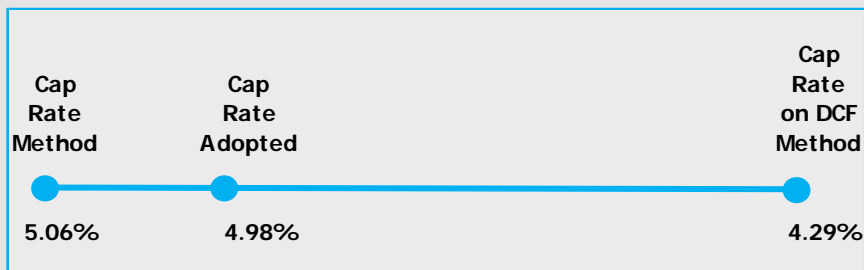 Cap
Rate
Method
Cap
Rate
Adopted
Cap
Rate
on DCF
Method
5.06%
4.98%
4.29%